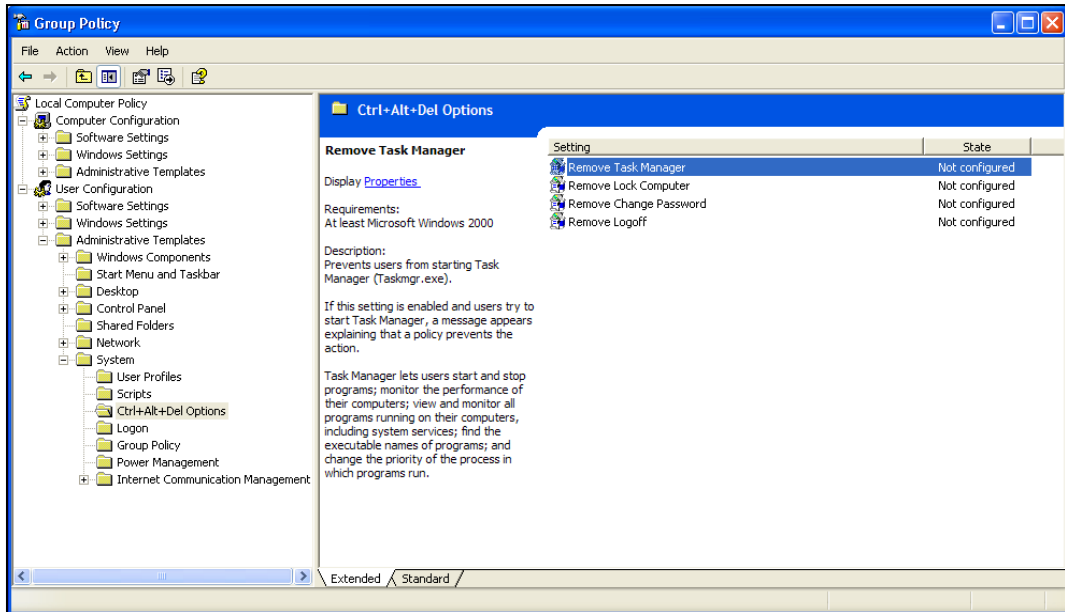 Group Policy
File Action View Help
Local Computer Policy
Computer Configuration
Software Settings
Windows Settings
Administrative Templates
User Configuration
Software Settings
Windows Settings
Administrative Templates
Windows Components
Start Menu and Taskbar
Desktop
Control Panel
Shared Folders
Network
System
User Profiles
Scripts
Ctrl+Alt+Del Options
Logon
Group Policy
Power Management
Internet Communication Management
Ctrl+Alt+Del Options
Remove Task Manager
Display Properties
Requirements:
At least Microsoft Windows 2000
Description:
Prevents users from starting Task
Manager (Taskmgr.exe).
If this setting is enabled and users try to
start Task Manager, a message appears
explaining that a policy prevents the
action.
Task Manager lets users start and stop
programs; monitor the performance of
their computers; view and monitor all
programs running on their computers,
including system services; find the
executable names of programs; and
change the priority of the process in
which programs run.
Setting State
Remove Task Manager Not configured
Remove Lock Computer Not configured
Remove Change Password Not configured
Remove Logoff Not configured
Extended Standard